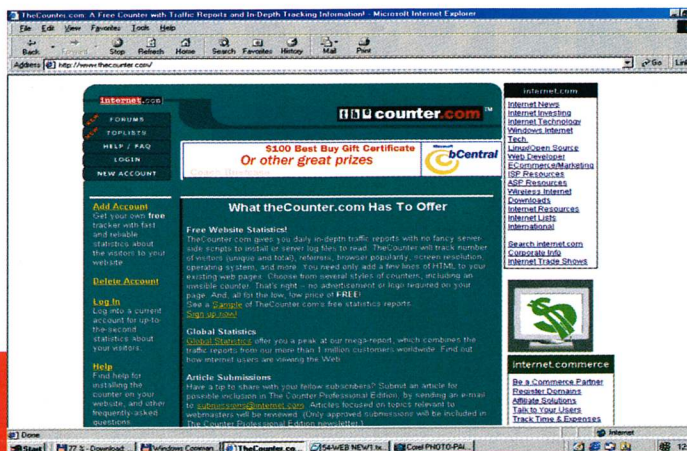 TheCounter.com: A Free Counter with Traffic Reports and In-Depth Tracking Information! - Microsoft Internet Explorer
File Edit View Favorites Tools Help
Back Stop Refresh Home Search Favorites History Mail Print
Address http://www.thecounter.com/ Go Link
internet.com
FORUMS
TOPLISTS
HELP / FAQ
LOGIN
NEW ACCOUNT
the counter.com™
$100 Best Buy Gift Certificate
Or other great prizes
Microsoft
bCentral
Add Account
Get your own free
tracker with fast
and reliable
statistics about
the visitors to your
website.
Delete Account
Log In
Log into a current
account for up-to-
the-second
statistics about
your visitors.
Help
Find help for
installing the
counter on your
website, and other
frequently-asked
questions.
What theCounter.com Has To Offer
Free Website Statistics!
TheCounter.com gives you daily in-depth traffic reports with no fancy server-
side scripts to install or server log files to read. TheCounter will track number
of visitors (unique and total), referrers, browser popularity, screen resolution,
operating system, and more. You need only add a few lines of HTML to your
existing web pages. Choose from several styles of counters, including an
invisible counter. That's right - no advertisement or logo required on your
page. And, all for the low, low price of FREE!
See a Sample of TheCounter.com's free statistics reports.
Sign up now!
Global Statistics
Global Statistics offer you a peak at our mega-report, which combines the
traffic reports from our more than 1 million customers worldwide. Find out
how internet users are viewing the Web.
Article Submissions
Have a tip to share with your fellow subscribers? Submit an article for
possible inclusion in The Counter Professional Edition, by sending an e-mail
to submissions@internet.com. Articles focused on topics relevant to
webmasters will be reviewed. (Only approved submissions will be included in
The Counter Professional Edition newsletter.)
internet.com
Internet News
Internet Investing
Internet Technology
Windows Internet
Tech.
Linux/Open Source
Web Developer
ECommerce/Marketing
ISP Resources
ASP Resources
Wireless Internet
Downloads
Internet Resources
Internet Lists
International
Search internet.com
Corporate Info
Internet Trade Shows
internet.commerce
Be a Commerce Partner
Register Domains
Affiliate Solutions
Talk to Your Users
Track Time & Expenses
Done Internet
Start 77 % - Download Windows Comman TheCounter.co 54-WEB NEW1.tx Corel PHOTO-PAI 12